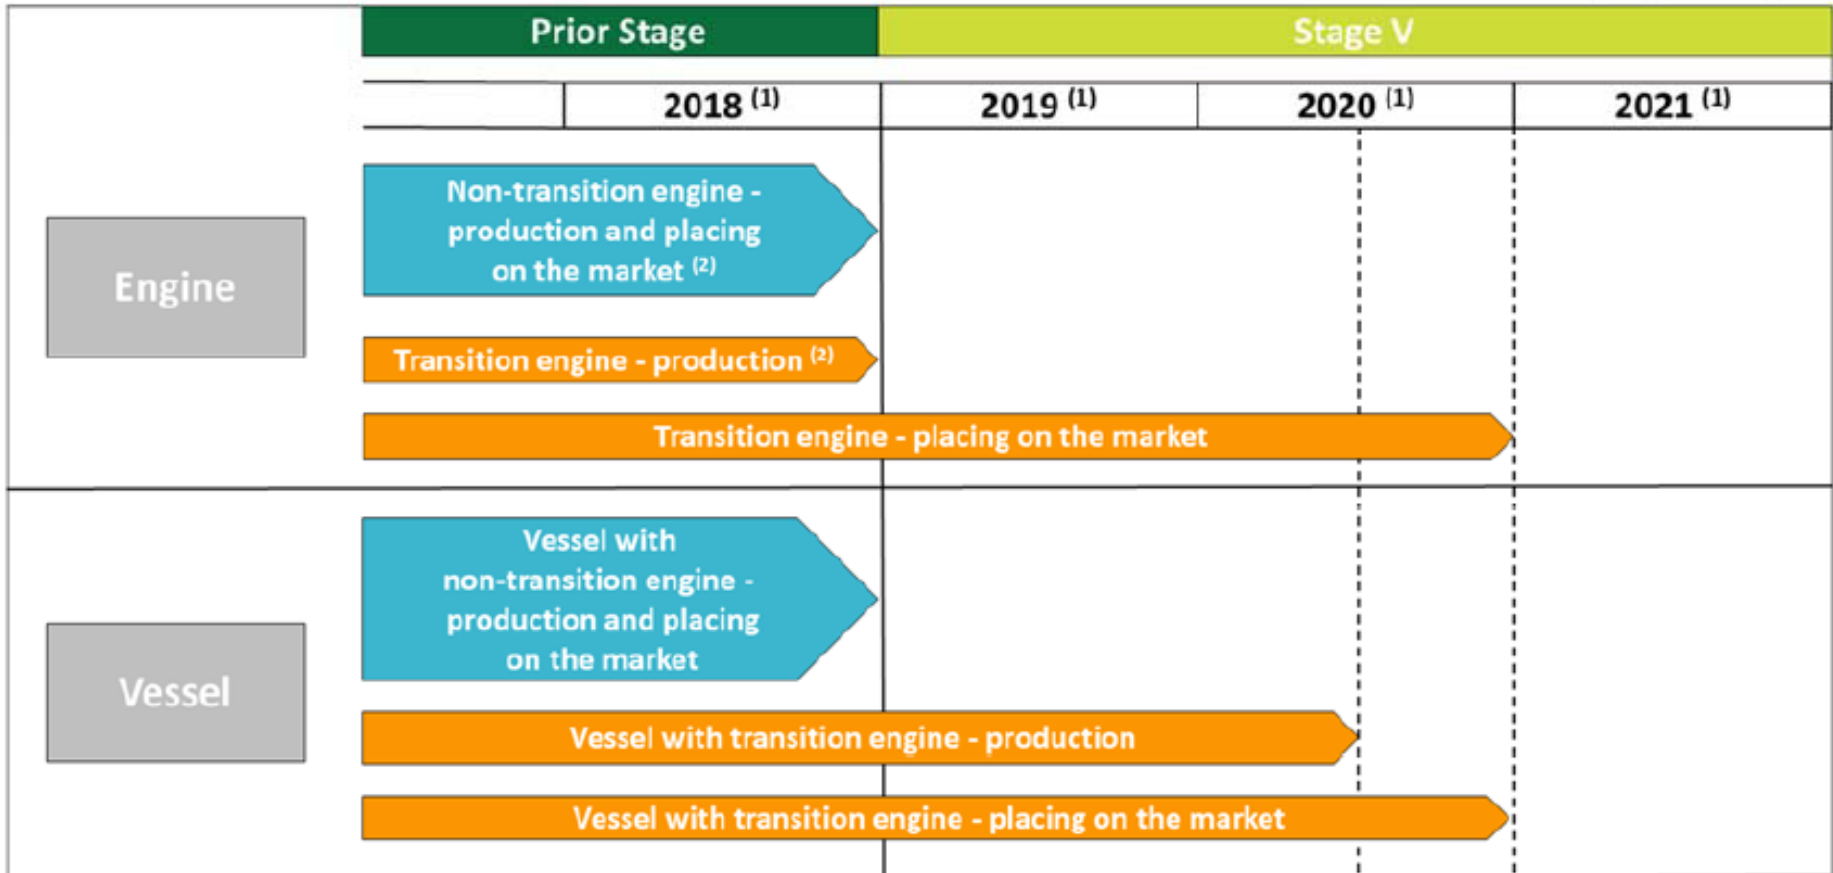 Prior Stage
Stage V
2018 (1)
2019 (1)
2020 (1)
2021 (1)
Engine
Non-transition engine -
production and placing
on the market (2)
Transition engine - production (2)
Transition engine - placing on the market
Vessel
Vessel with
non-transition engine -
production and placing
on the market
Vessel with transition engine - production
Vessel with transition engine - placing on the market